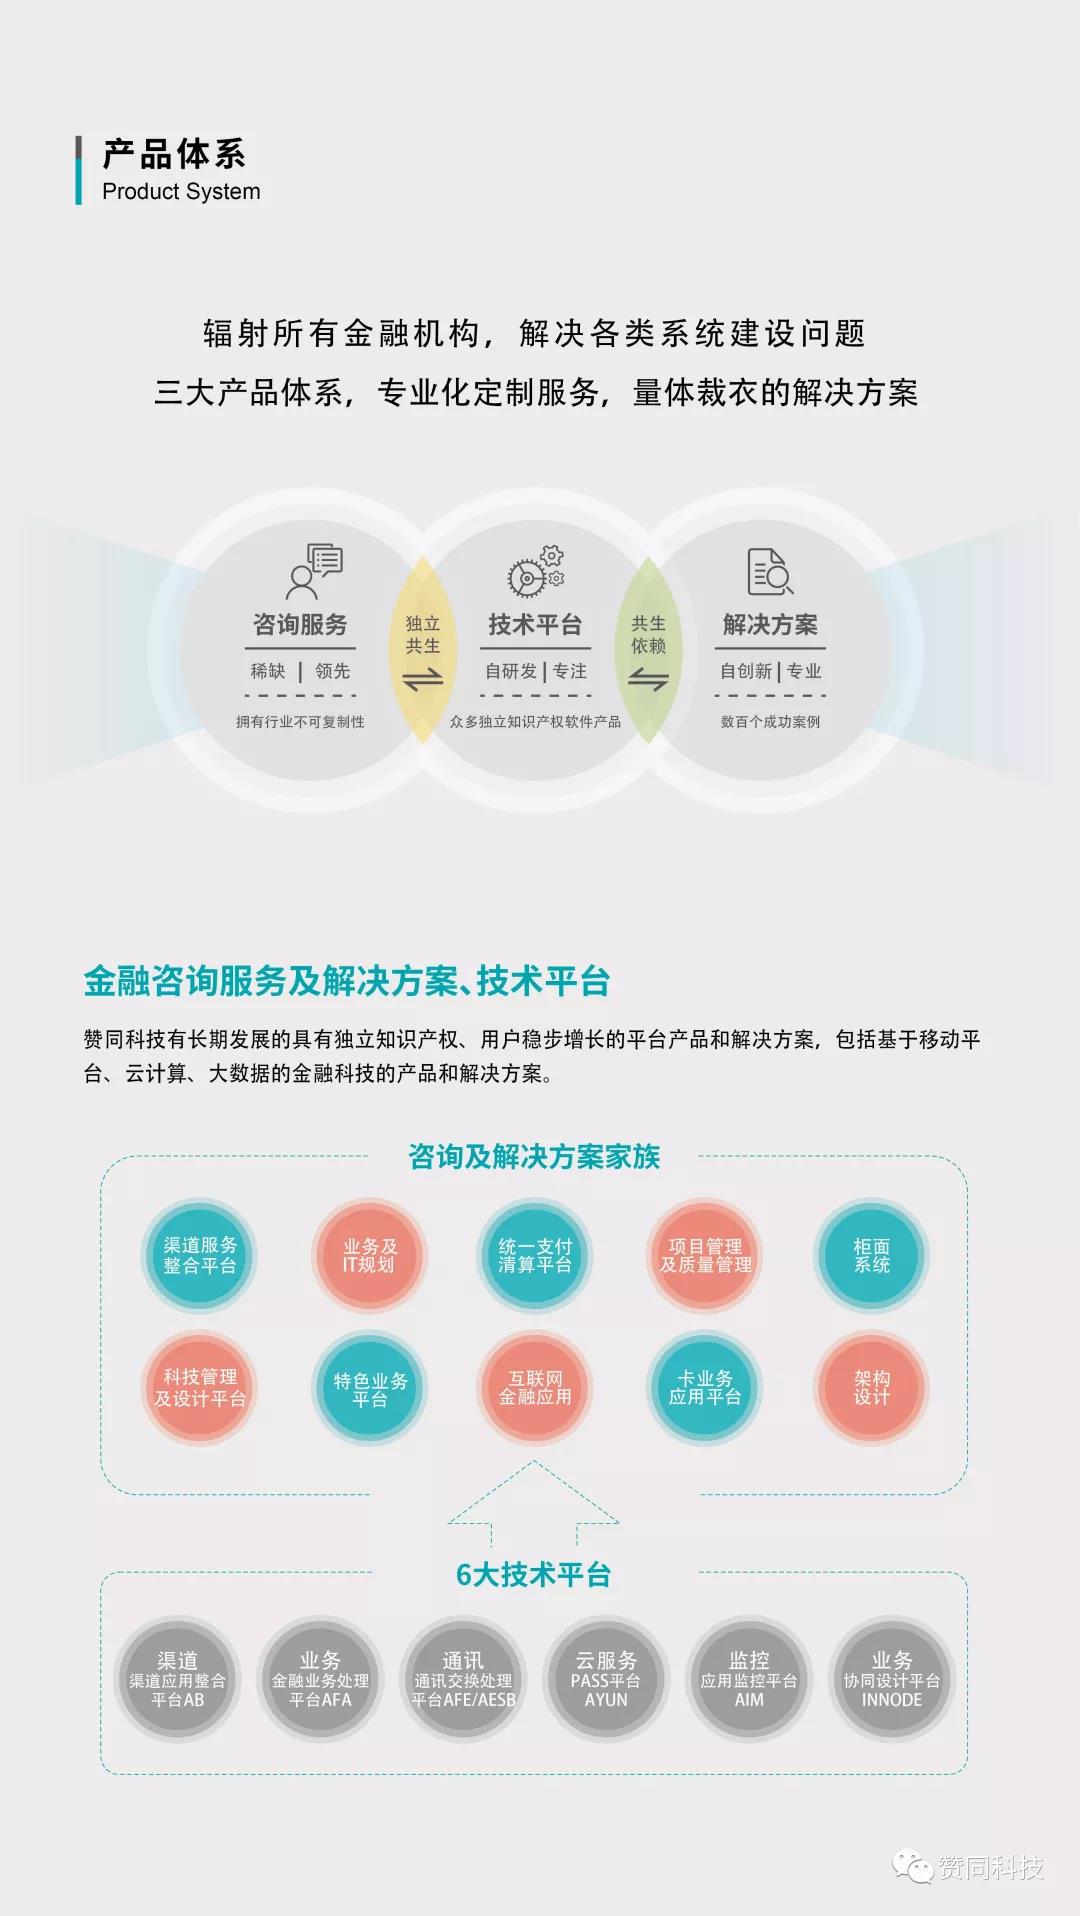 产品体系
Product System
辐射所有金融机构，解决各类系统建设问题
三大产品体系，专业化定制服务，量体裁衣的解决方案
咨询服务
稀缺 | 领先
拥有行业不可复制性
独立
共生
技术平台
自研发 | 专注
众多独立知识产权软件产品
共生
依赖
解决方案
自创新 | 专业
数百个成功案例
金融咨询服务及解决方案、技术平台
赞同科技有长期发展的具有独立知识产权、用户稳步增长的平台产品和解决方案，包括基于移动平
台、云计算、大数据的金融科技的产品和解决方案。
咨询及解决方案家族
渠道服务
整合平台
业务及
IT规划
统一支付
清算平台
项目管理
及质量管理
柜面
系统
科技管理
及设计平台
特色业务
平台
互联网
金融应用
卡业务
应用平台
架构
设计
6大技术平台
渠道
渠道应用整合
平台AB
业务
金融业务处理
平台AFA
通讯
通讯交换处理
平台AFE/AESB
云服务
PASS平台
AYUN
监控
应用监控平台
AIM
业务
协同设计平台
INNODE
赞同科技